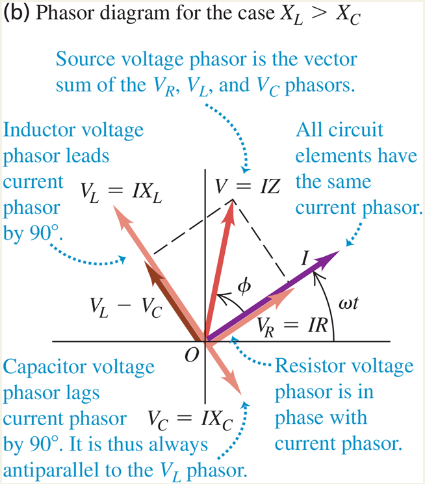 (b) Phasor diagram for the case X_L > X_C
Source voltage phasor is the vector
sum of the V_R, V_L, and V_C phasors.
Inductor voltage
phasor leads
current
phasor
by 90°.
All circuit
elements have
the same
current phasor.
V_L = IX_L
V = IZ
I
ϕ
ωt
V_L − V_C
V_R = IR
O
Capacitor voltage
phasor lags
current phasor
by 90°. It is thus always
antiparallel to the V_L phasor.
V_C = IX_C
Resistor voltage
phasor is in
phase with
current phasor.